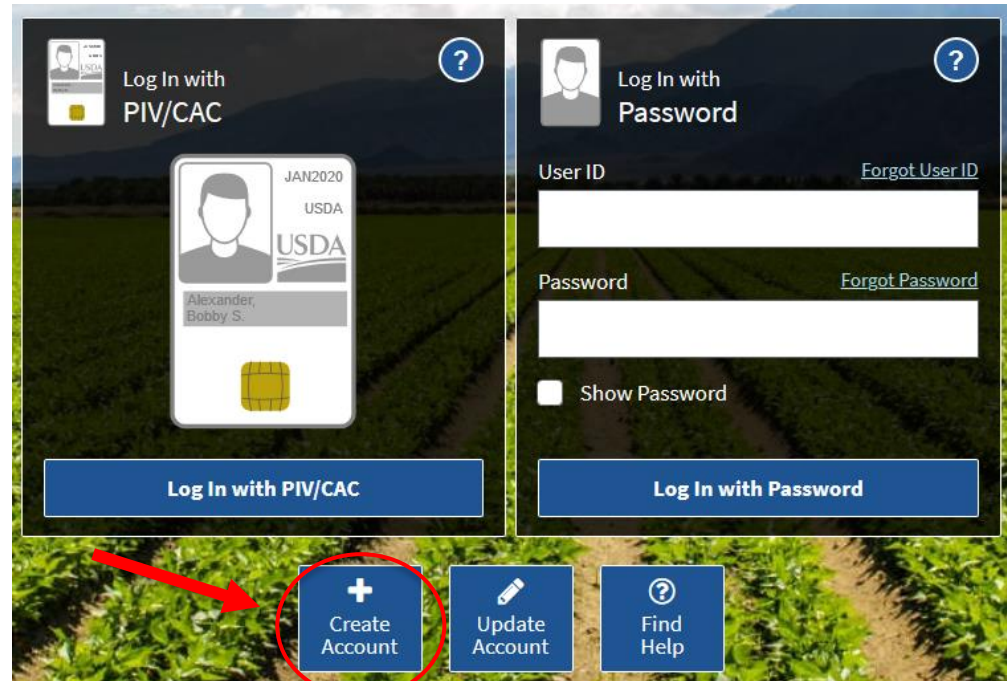 Log In with
PIV/CAC
?
JAN2020
USDA
USDA
Alexander,
Bobby S.
Log In with PIV/CAC
Log In with
Password
?
User ID
Forgot User ID
Password
Forgot Password
Show Password
Log In with Password
Create
Account
Update
Account
?
Find
Help